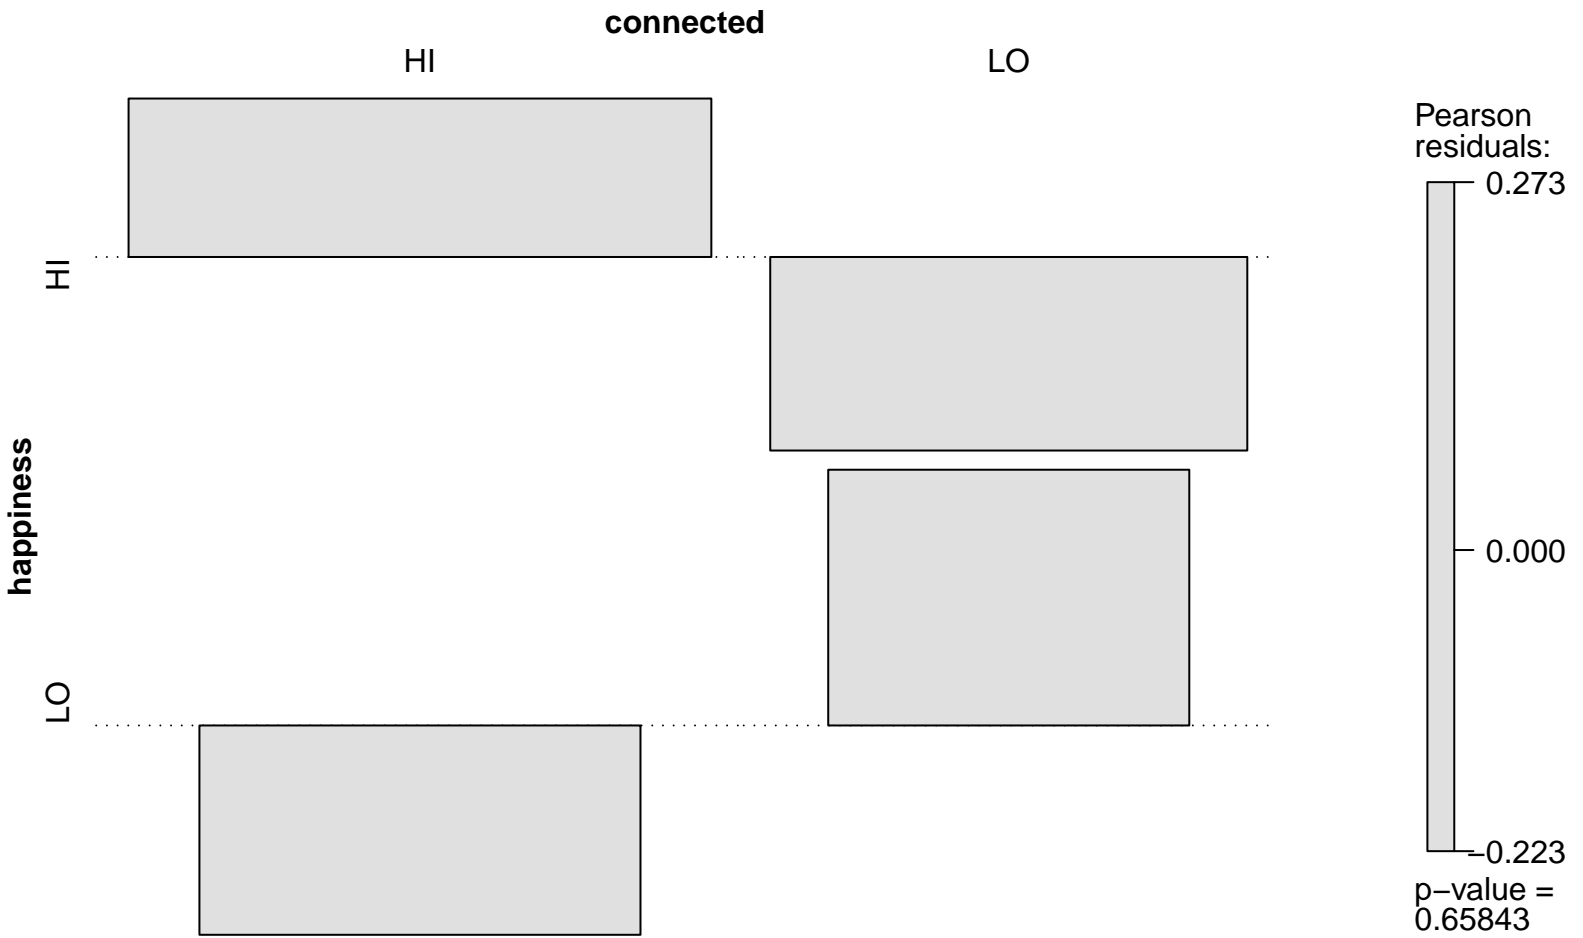 connected
HI
LO
Pearson
residuals:
0.273
HI
happiness
0.000
LO
−0.223
p−value =
0.65843